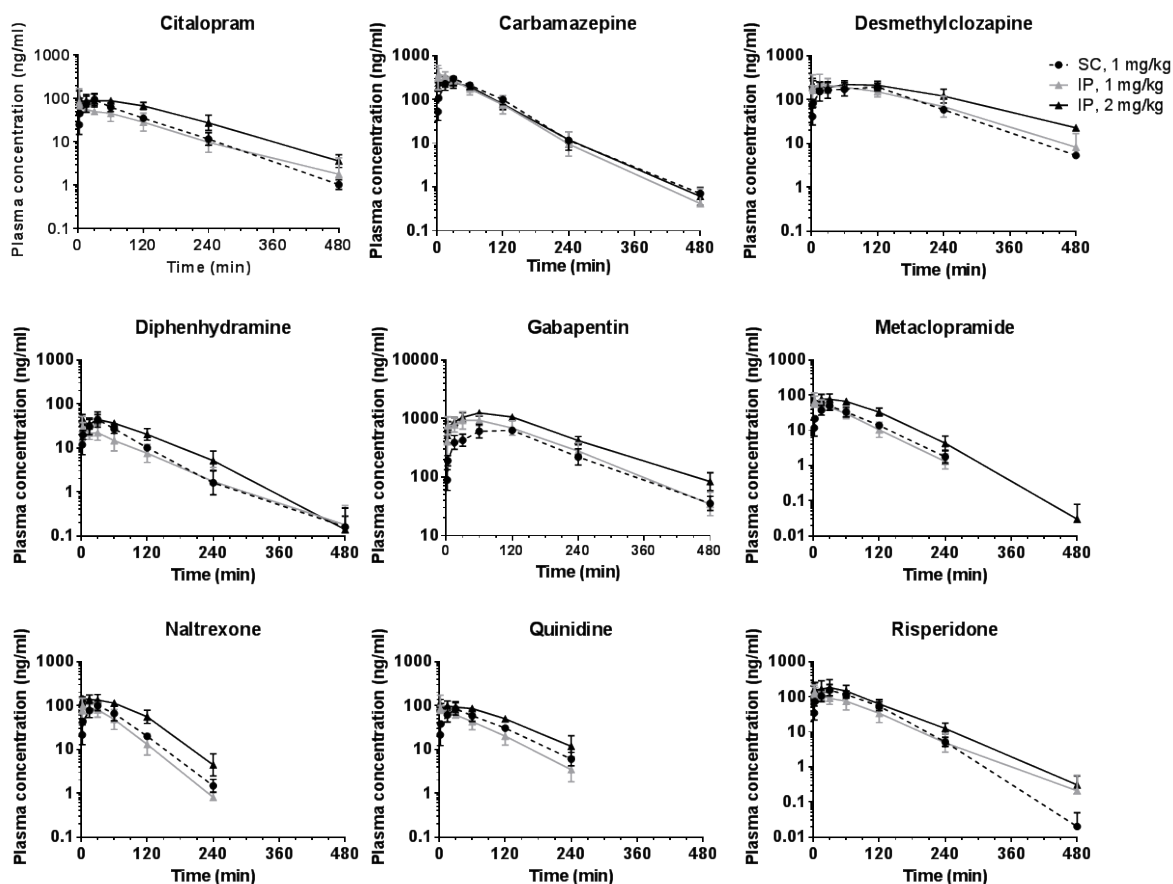 Citalopram
Plasma concentration (ng/ml)
1000
100
10
1
0.1
0 120 240 360 480
Time (min)
Carbamazepine
Plasma concentration (ng/ml)
1000
100
10
1
0.1
0 120 240 360 480
Time (min)
Desmethylclozapine
Plasma concentration (ng/ml)
1000
100
10
1
0.1
0 120 240 360 480
Time (min)
SC, 1 mg/kg
IP, 1 mg/kg
IP, 2 mg/kg
Diphenhydramine
Plasma concentration (ng/ml)
1000
100
10
1
0.1
0 120 240 360 480
Time (min)
Gabapentin
Plasma concentration (ng/ml)
10000
1000
100
10
0 120 240 360 480
Time (min)
Metaclopramide
Plasma concentration (ng/ml)
1000
100
10
1
0.1
0.01
0 120 240 360 480
Time (min)
Naltrexone
Plasma concentration (ng/ml)
1000
100
10
1
0.1
0 120 240 360 480
Time (min)
Quinidine
Plasma concentration (ng/ml)
1000
100
10
1
0.1
0 120 240 360 480
Time (min)
Risperidone
Plasma concentration (ng/ml)
1000
100
10
1
0.1
0.01
0 120 240 360 480
Time (min)